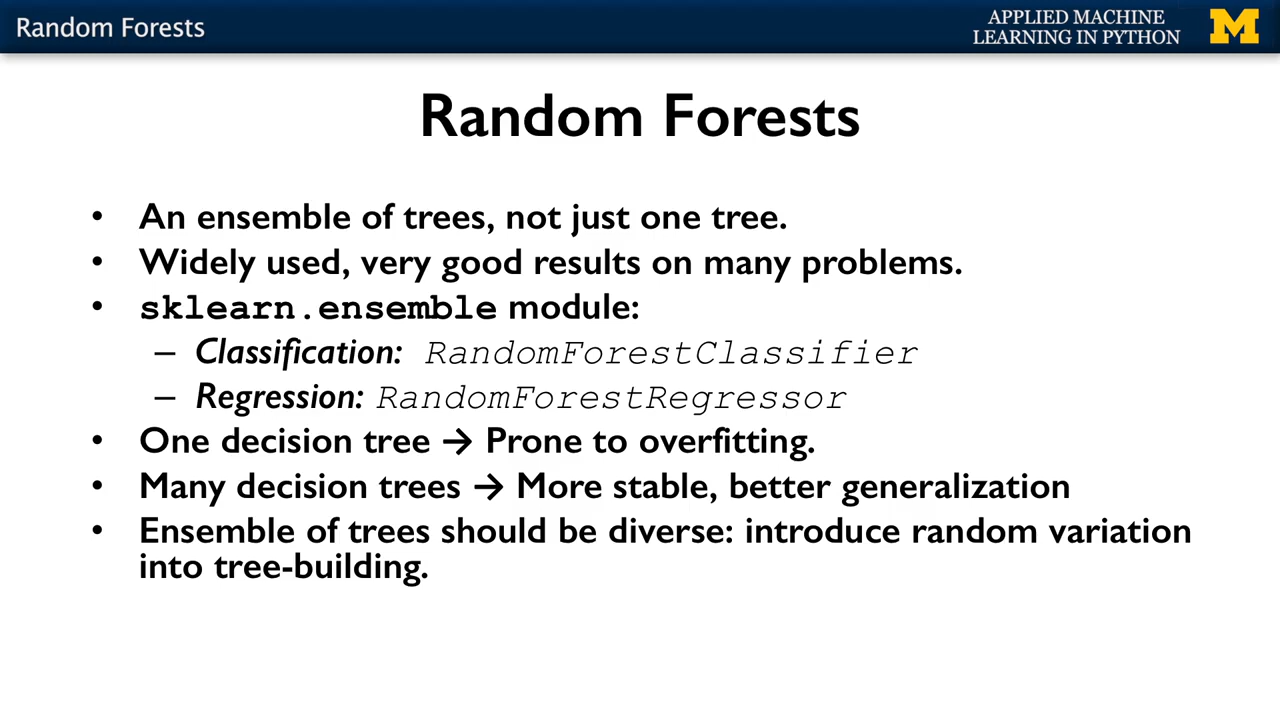 Random Forests
APPLIED MACHINE
LEARNING IN PYTHON
M
Random Forests
• An ensemble of trees, not just one tree.
• Widely used, very good results on many problems.
• sklearn.ensemble module:
– Classification: RandomForestClassifier
– Regression: RandomForestRegressor
• One decision tree → Prone to overfitting.
• Many decision trees → More stable, better generalization
• Ensemble of trees should be diverse: introduce random variation
into tree-building.